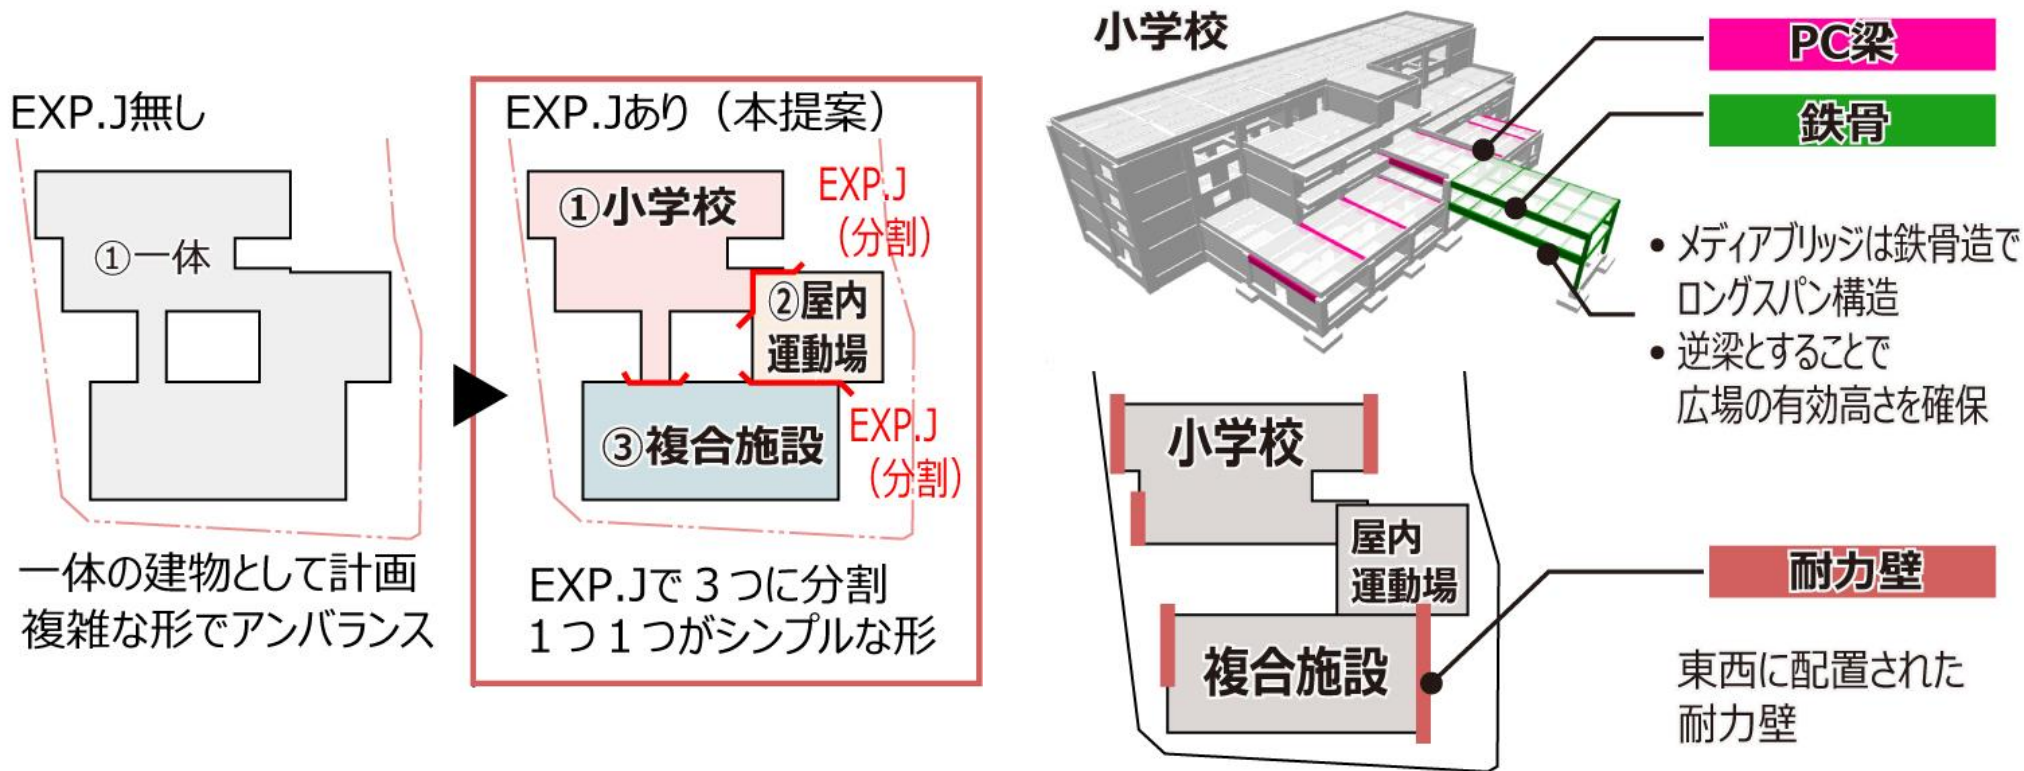 EXP.J無し
①一体
一体の建物として計画
複雑な形でアンバランス
EXP.Jあり（本提案）
①小学校
EXP.J
（分割）
②屋内
運動場
③複合施設
EXP.J
（分割）
EXP.Jで３つに分割
１つ１つがシンプルな形
小学校
PC梁
鉄骨
• メディアブリッジは鉄骨造で
ロングスパン構造
• 逆梁とすることで
広場の有効高さを確保
小学校
屋内
運動場
複合施設
耐力壁
東西に配置された
耐力壁